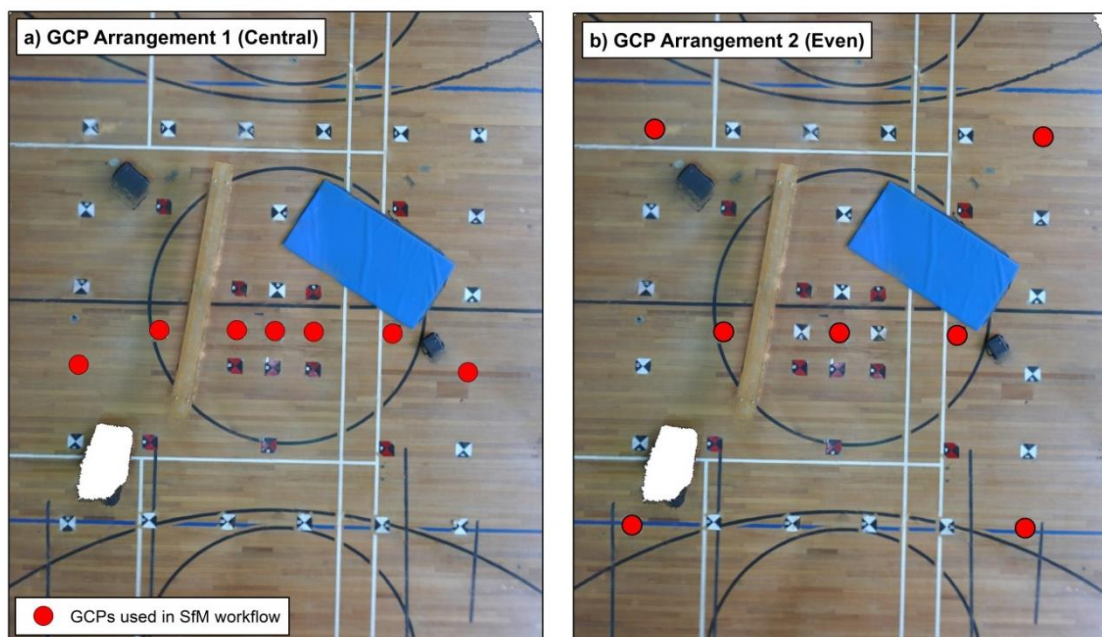 a) GCP Arrangement 1 (Central)
b) GCP Arrangement 2 (Even)
GCPs used in SfM workflow